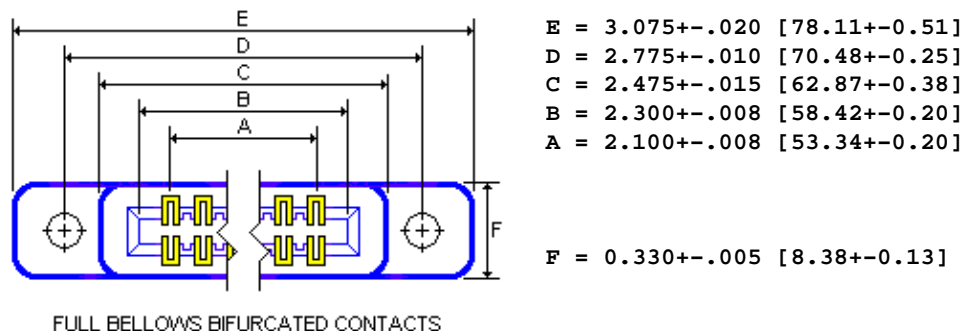 E
D
C
B
A
F
FULL BELLOWS BIFURCATED CONTACTS
E = 3.075+-.020 [78.11+-0.51]
D = 2.775+-.010 [70.48+-0.25]
C = 2.475+-.015 [62.87+-0.38]
B = 2.300+-.008 [58.42+-0.20]
A = 2.100+-.008 [53.34+-0.20]
F = 0.330+-.005 [8.38+-0.13]